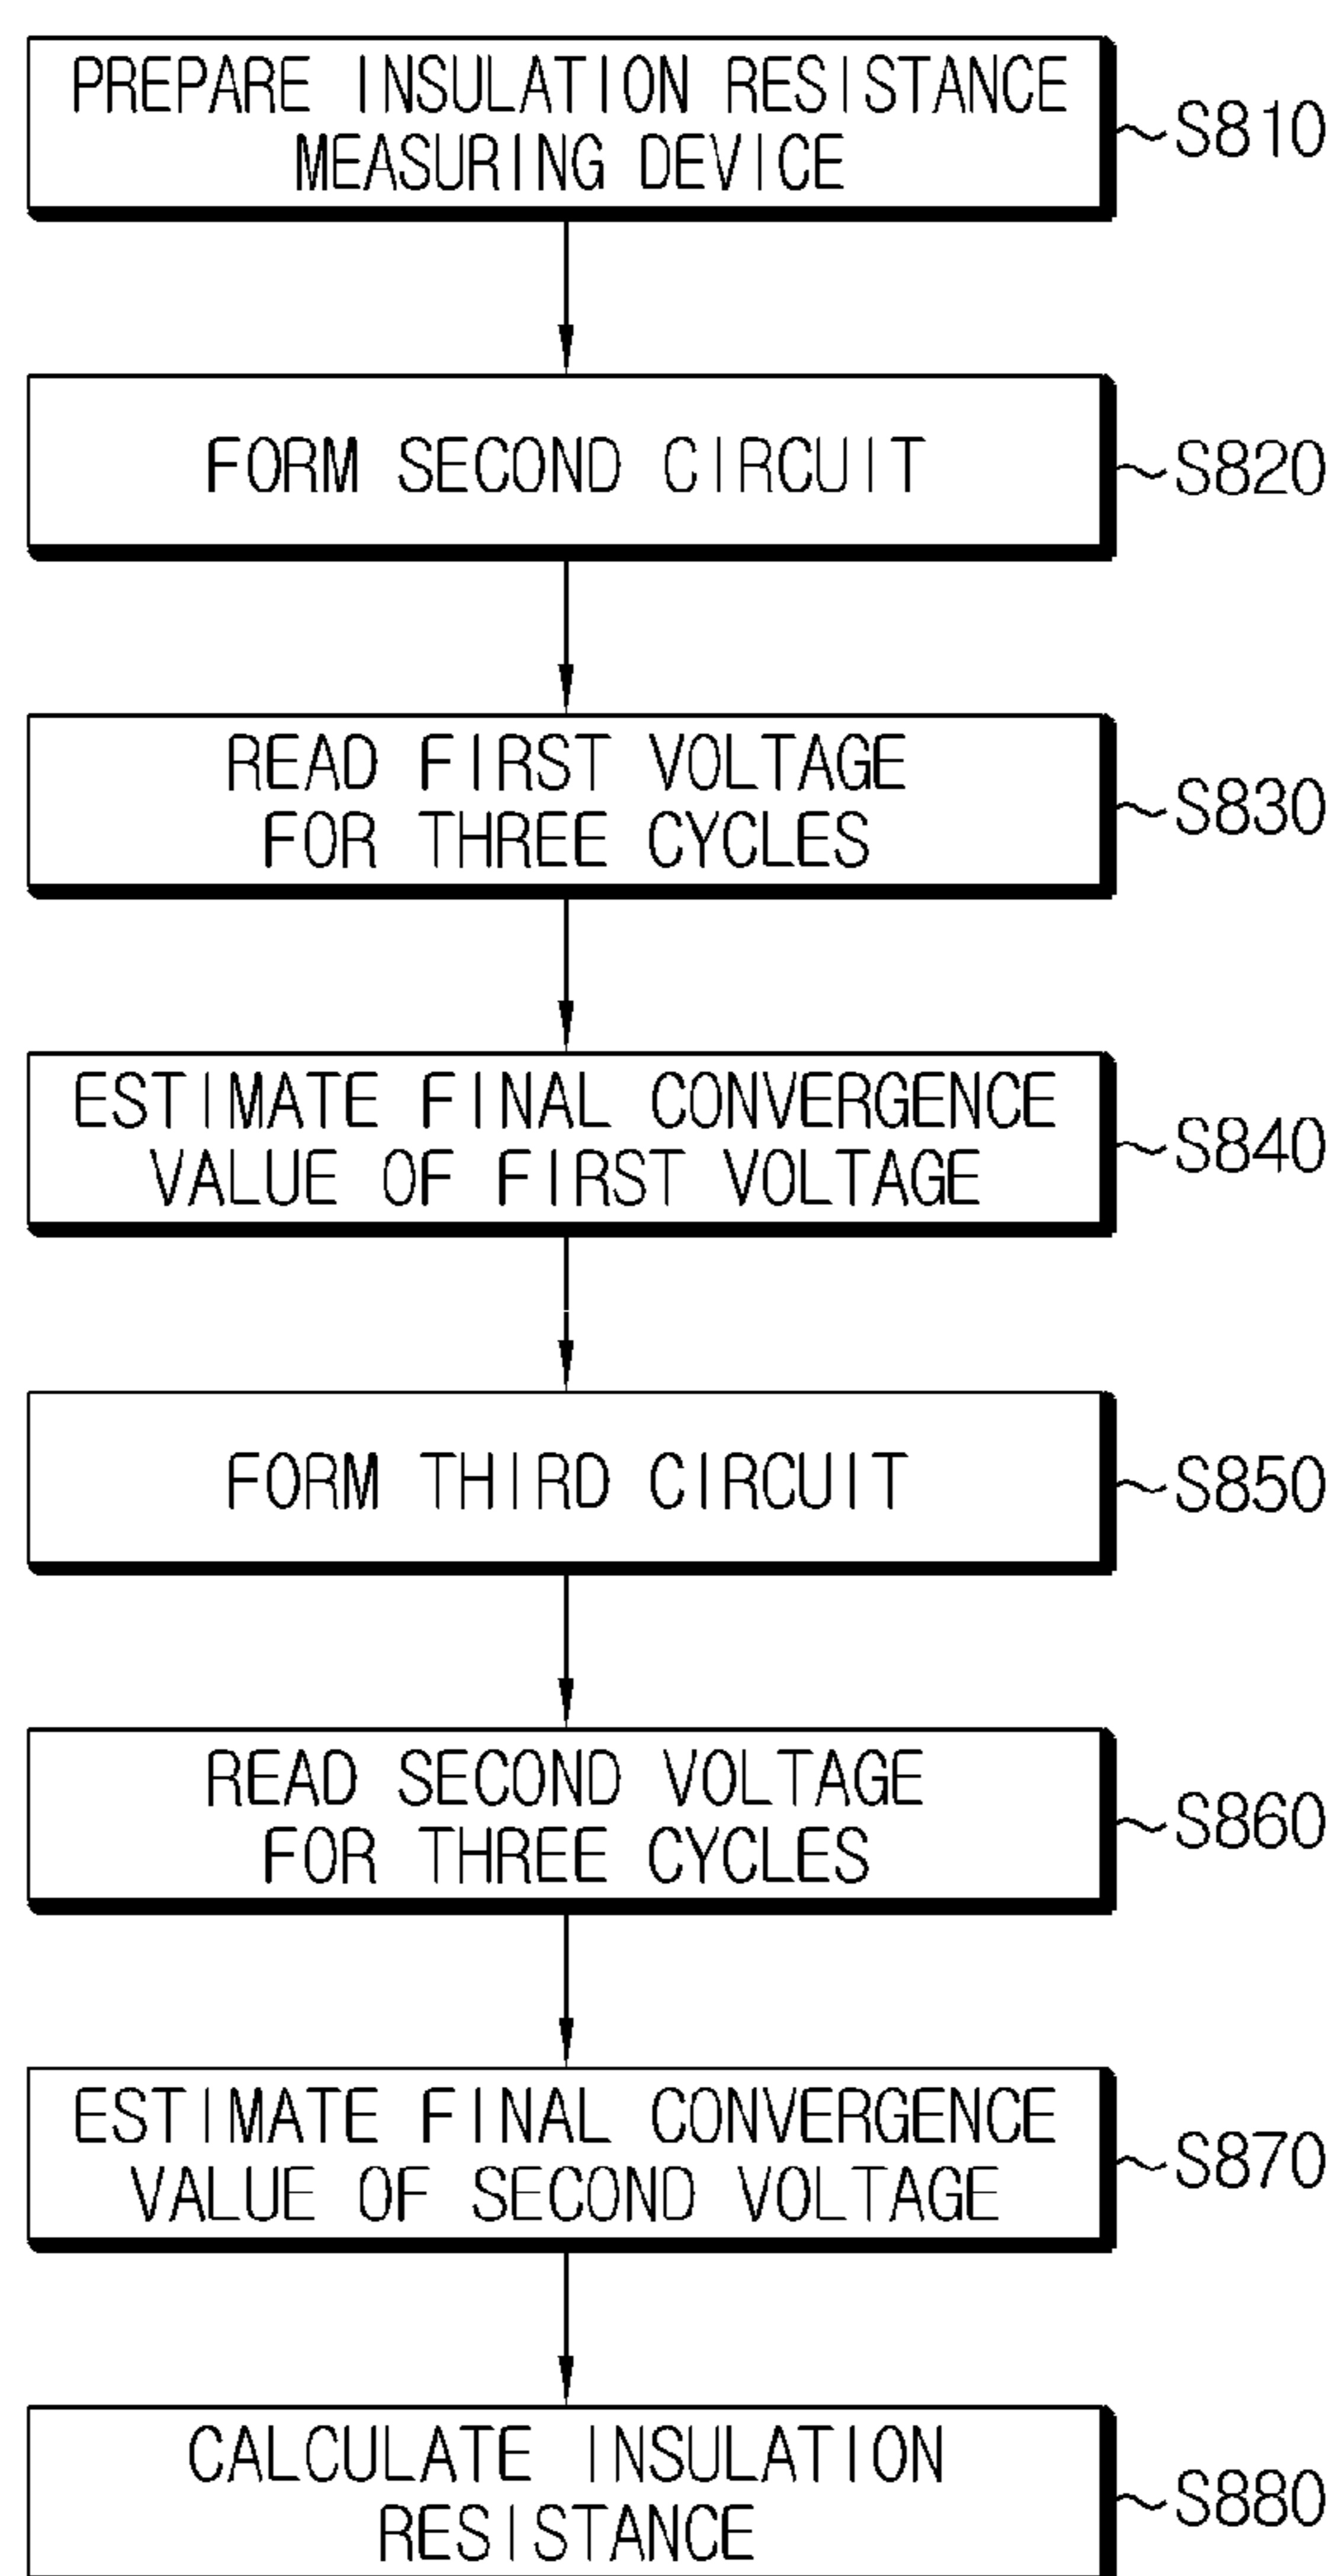 PREPARE INSULATION RESISTANCE
MEASURING DEVICE
S810
FORM SECOND CIRCUIT
S820
READ FIRST VOLTAGE
FOR THREE CYCLES
S830
ESTIMATE FINAL CONVERGENCE
VALUE OF FIRST VOLTAGE
S840
FORM THIRD CIRCUIT
S850
READ SECOND VOLTAGE
FOR THREE CYCLES
S860
ESTIMATE FINAL CONVERGENCE
VALUE OF SECOND VOLTAGE
S870
CALCULATE INSULATION
RESISTANCE
S880